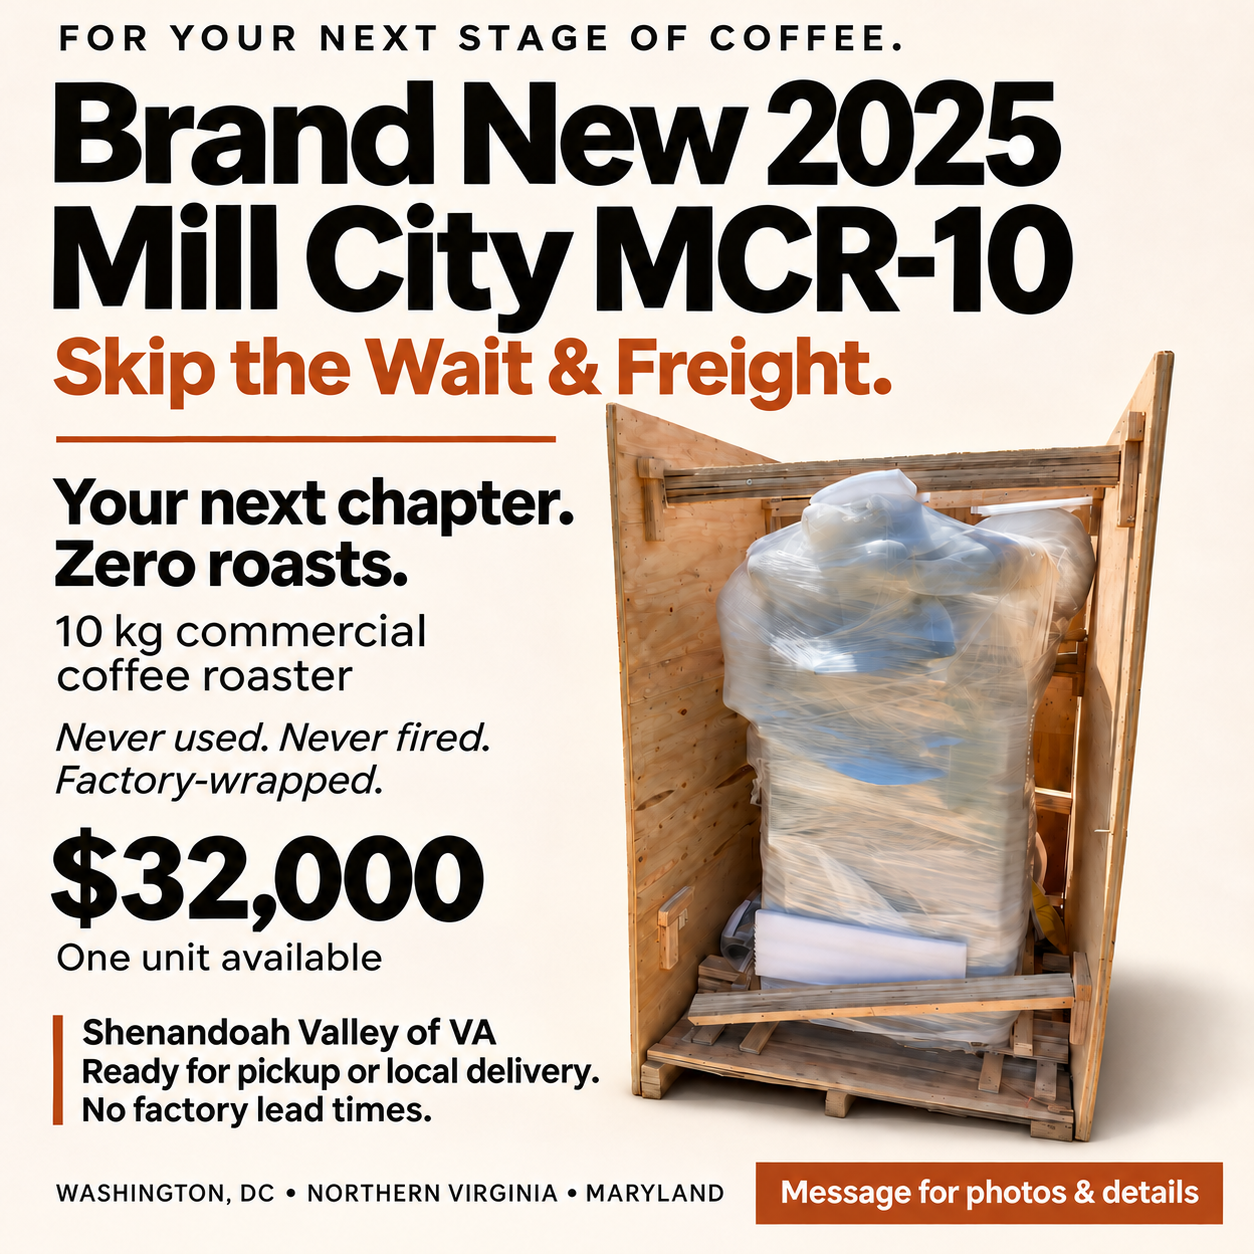 FOR YOUR NEXT STAGE OF COFFEE.
Brand New 2025
Mill City MCR-10
Skip the Wait & Freight.
Your next chapter.
Zero roasts.
10 kg commercial
coffee roaster
Never used. Never fired.
Factory-wrapped.
$32,000
One unit available
Shenandoah Valley of VA
Ready for pickup or local delivery.
No factory lead times.
WASHINGTON, DC • NORTHERN VIRGINIA • MARYLAND
Message for photos & details